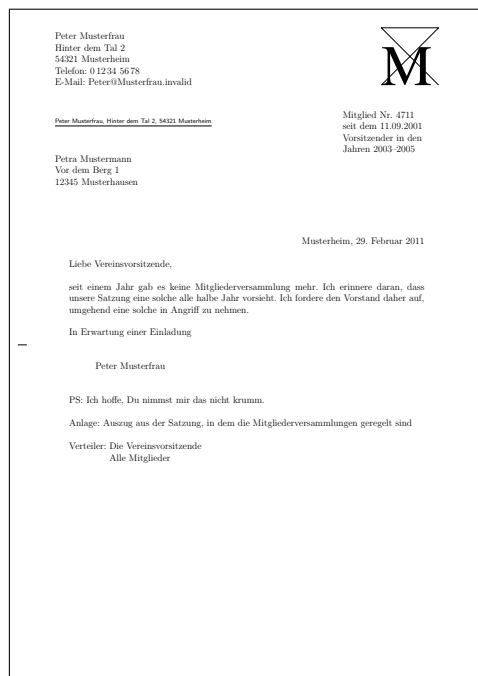 Peter Musterfrau
Hinter dem Tal 2
54321 Musterheim
Telefon: 0 12 34 56 78
E-Mail: Peter@Musterfrau.invalid
M
Peter Musterfrau, Hinter dem Tal 2, 54321 Musterheim
Mitglied Nr. 4711
seit dem 11.09.2001
Vorsitzender in den
Jahren 2003–2005
Petra Mustermann
Vor dem Berg 1
12345 Musterhausen
Musterheim, 29. Februar 2011
Liebe Vereinsvorsitzende,
seit einem Jahr gab es keine Mitgliederversammlung mehr. Ich erinnere daran, dass
unsere Satzung eine solche alle halbe Jahr vorsieht. Ich fordere den Vorstand daher auf,
umgehend eine solche in Angriff zu nehmen.
In Erwartung einer Einladung
Peter Musterfrau
PS: Ich hoffe, Du nimmst mir das nicht krumm.
Anlage: Auszug aus der Satzung, in dem die Mitgliederversammlungen geregelt sind
Verteiler: Die Vereinsvorsitzende
Alle Mitglieder